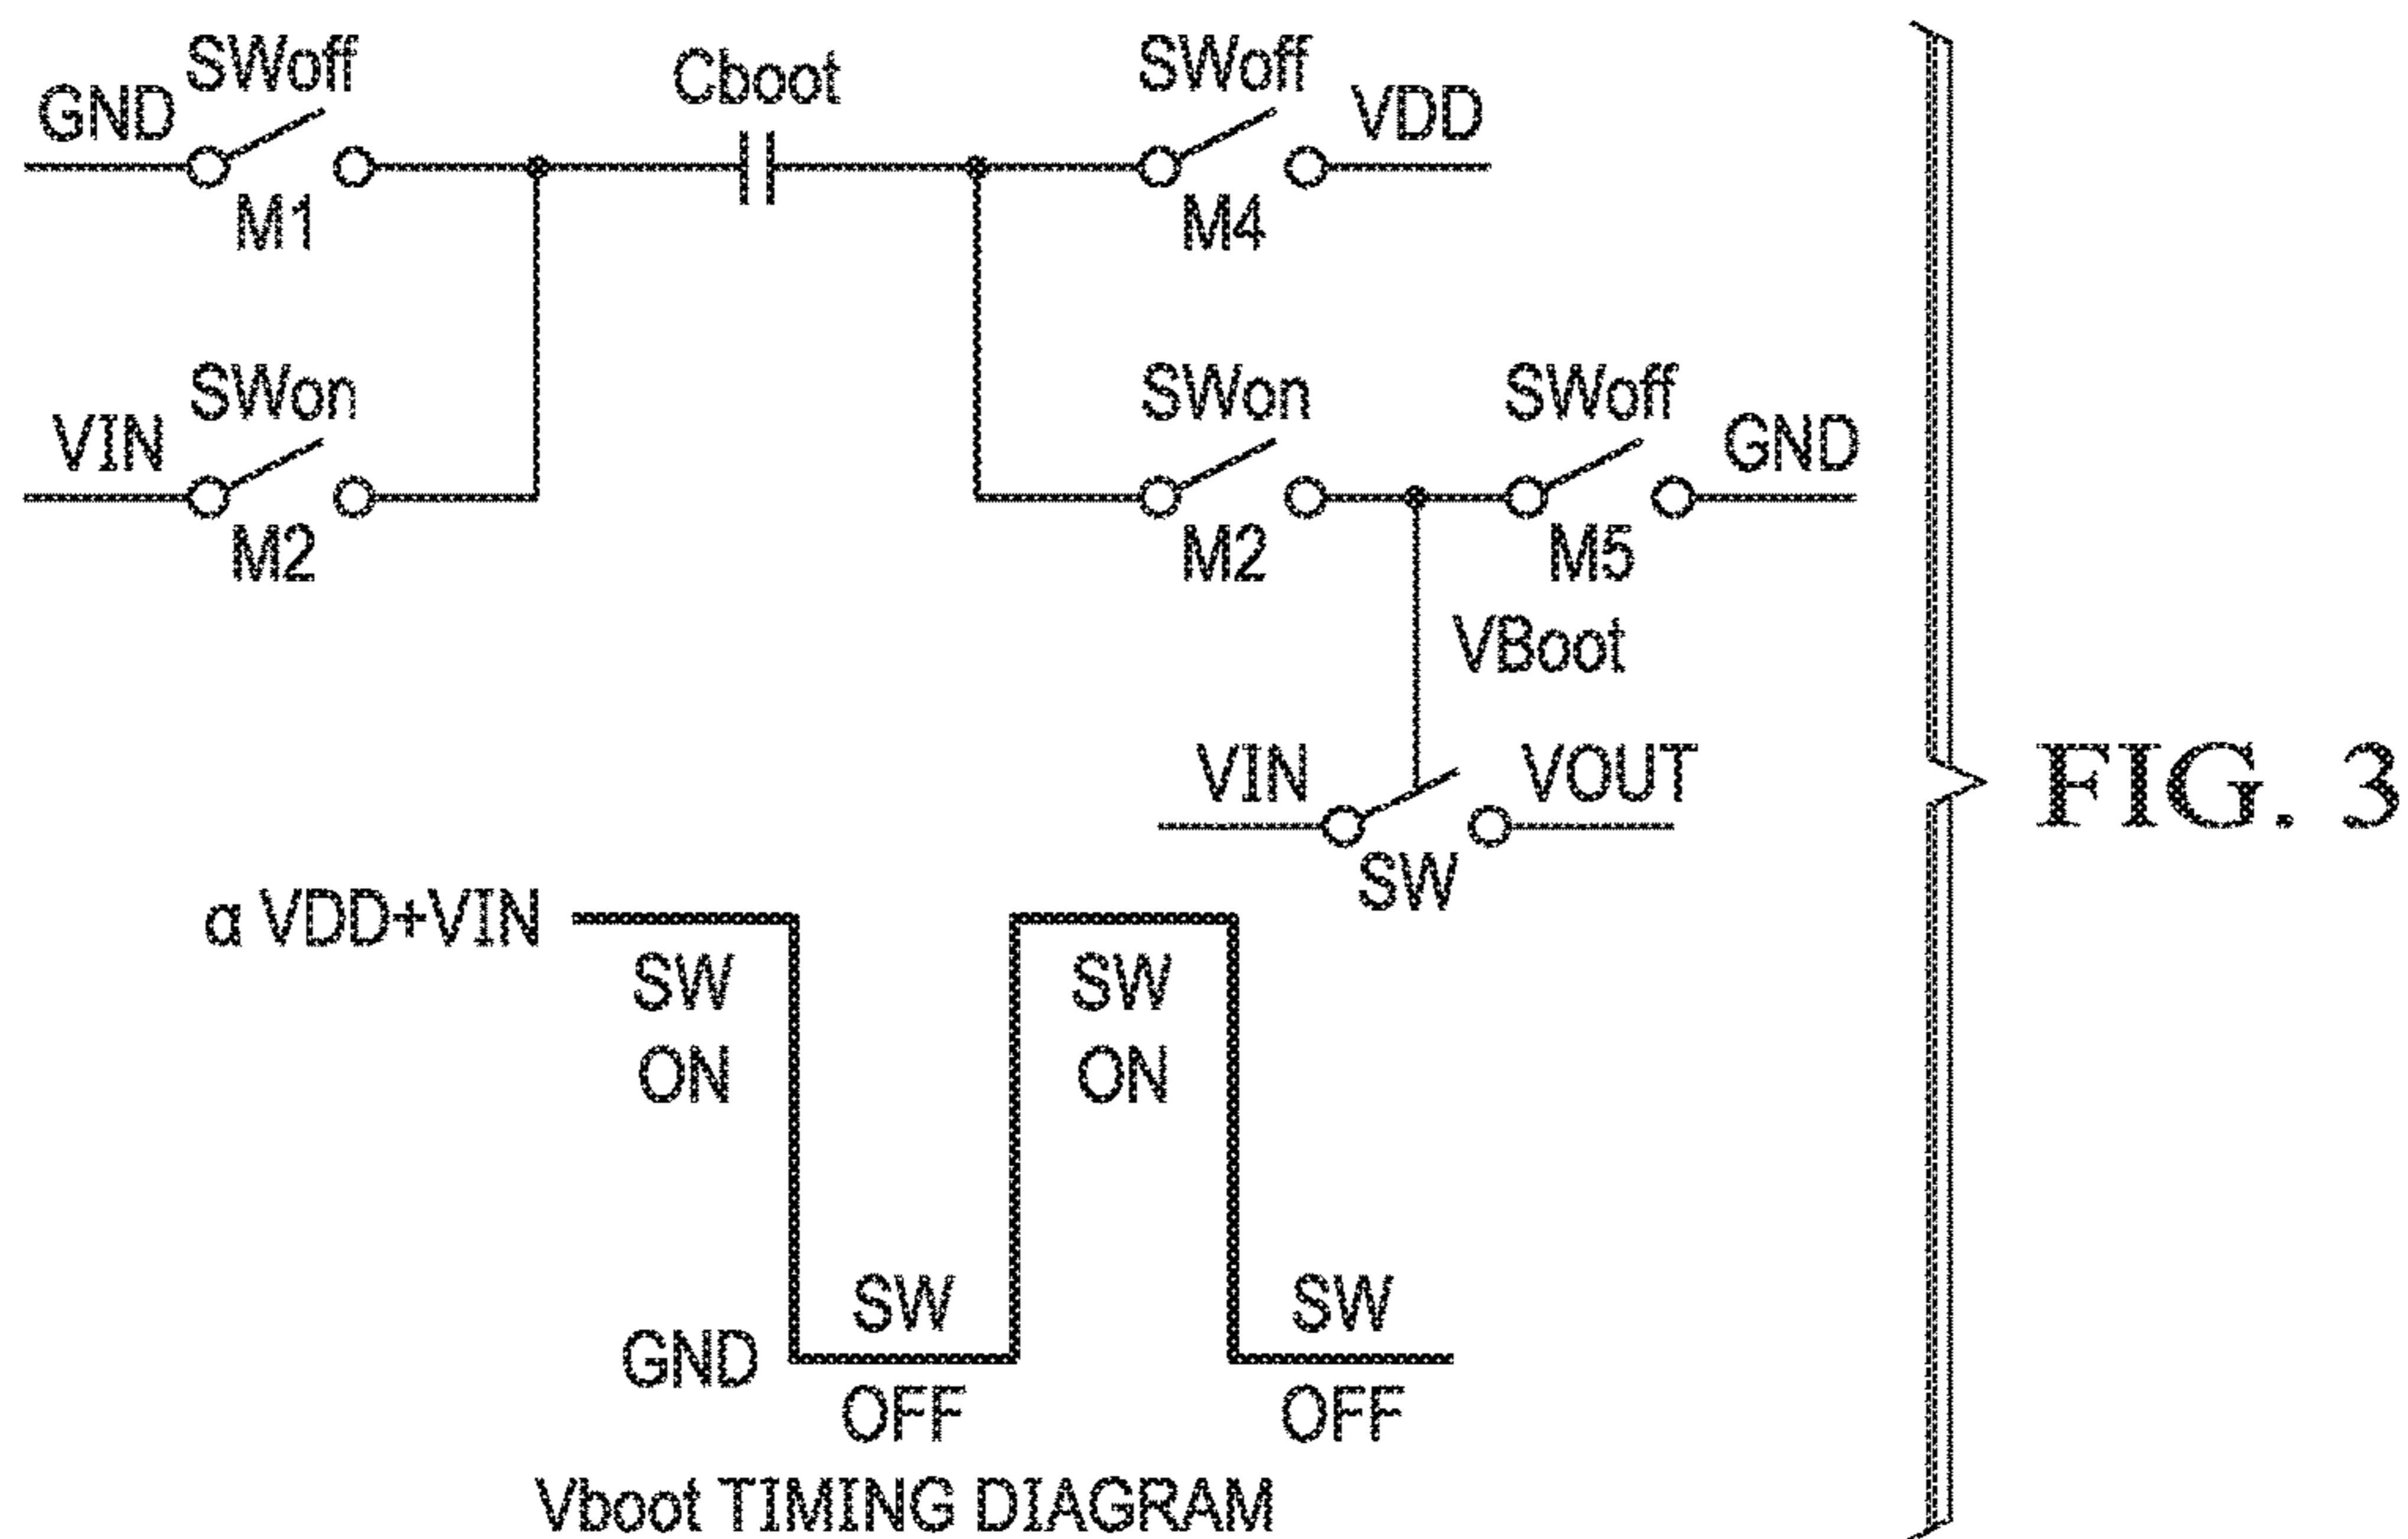 GND
SWoff
M1
Cboot
SWoff
VDD
M4
VIN
SWon
M2
SWon
M2
SWoff
GND
M5
VBoot
VIN
VOUT
SW
FIG. 3
α VDD+VIN
SW
ON
SW
ON
GND
SW
OFF
SW
OFF
Vboot TIMING DIAGRAM